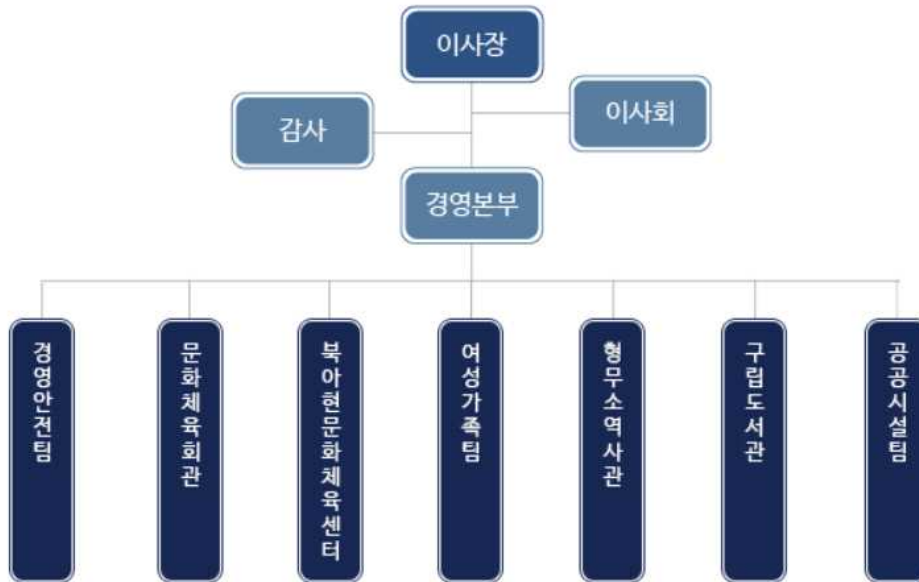 이사장
감사
이사회
경영본부
경영안전팀
문화체육회관
북아현문화체육센터
여성가족팀
형무소역사관
구립도서관
공공시설팀